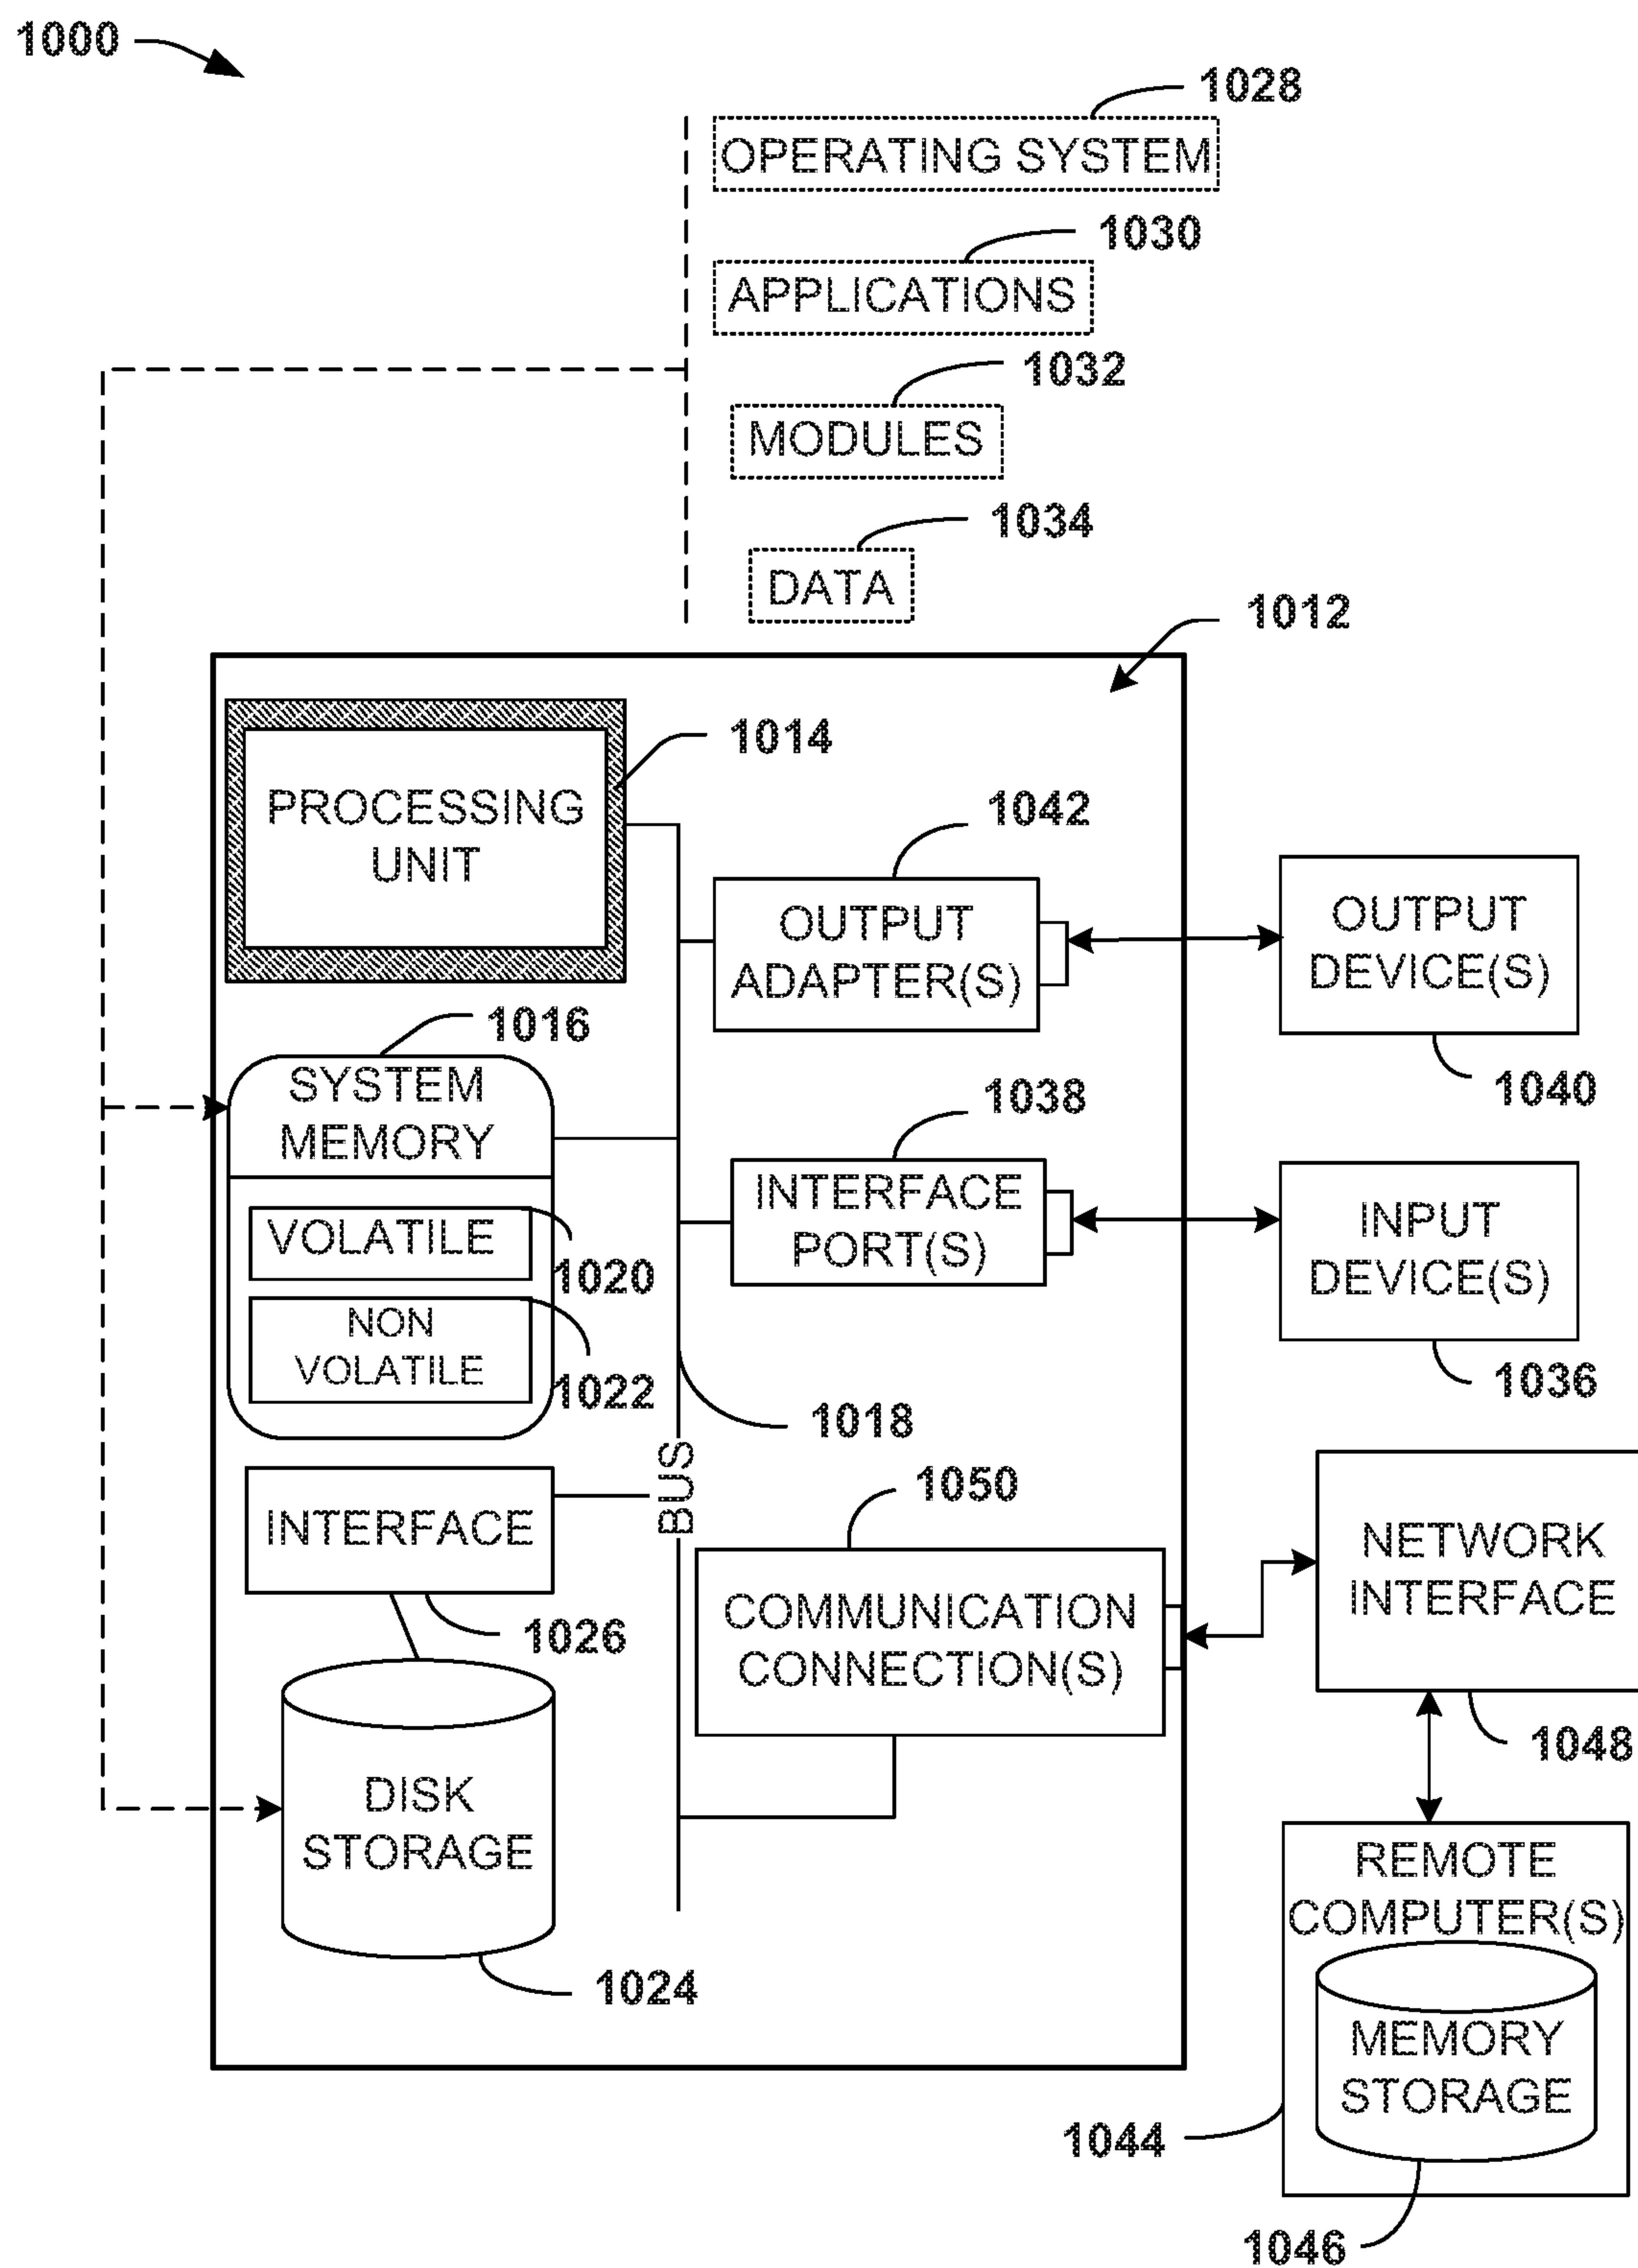 1000
1028
OPERATING SYSTEM
1030
APPLICATIONS
1032
MODULES
1034
DATA
1012
1014
PROCESSING
UNIT
1042
OUTPUT
ADAPTER(S)
OUTPUT
DEVICE(S)
1040
1016
SYSTEM
MEMORY
1038
INTERFACE
PORT(S)
INPUT
DEVICE(S)
1036
VOLATILE
1020
NON
VOLATILE
1022
1018
BUS
1050
INTERFACE
1026
COMMUNICATION
CONNECTION(S)
NETWORK
INTERFACE
1048
DISK
STORAGE
1024
REMOTE
COMPUTER(S)
MEMORY
STORAGE
1044
1046